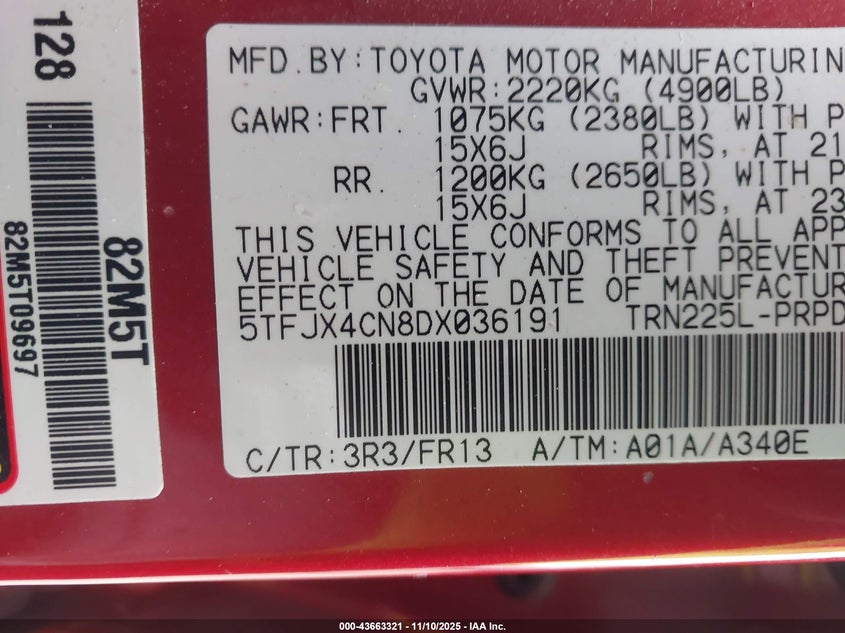 MFD.BY:TOYOTA MOTOR MANUFACTURIN
GVWR:2220KG (4900LB)
GAWR:FRT. 1075KG (2380LB) WITH P
15X6J RIMS, AT 21
RR. 1200KG (2650LB) WITH P
15X6J RIMS, AT 23
THIS VEHICLE CONFORMS TO ALL APP
VEHICLE SAFETY AND THEFT PREVENT
EFFECT ON THE DATE OF MANUFACTUR
5TFJX4CN8DX036191 TRN225L-PRPD
C/TR:3R3/FR13 A/TM:A01A/A340E
128
82M5T
82M5T09697
000-43663321 - 11/10/2025 - IAA Inc.